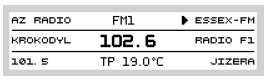 AZ RADIO FM1 ▶ ESSEX-FM
KROKODYL 102.6 RADIO F1
101.5 TP 19.0°C JIZERA